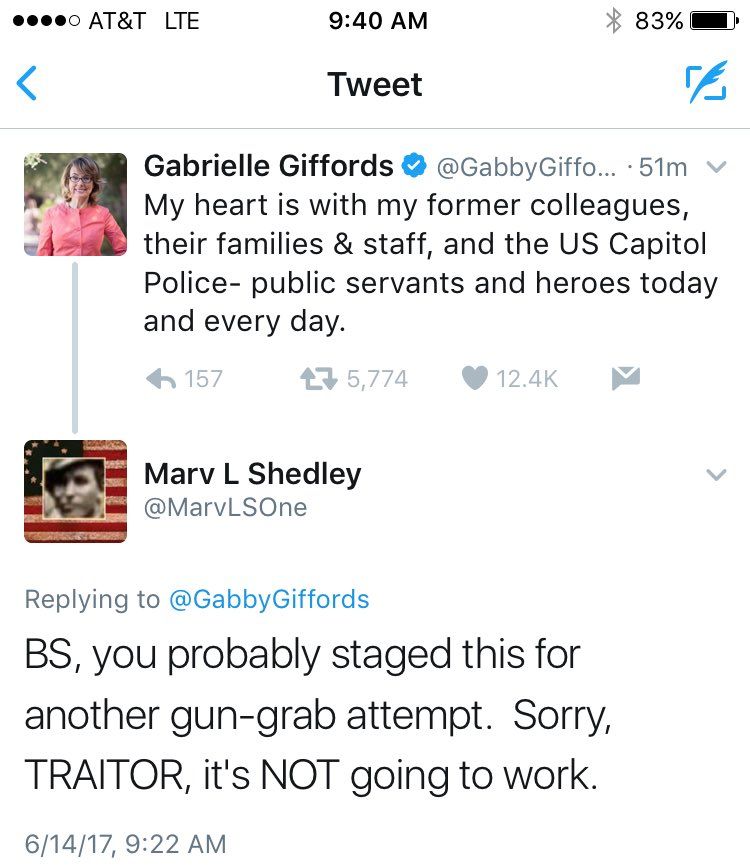 AT&T LTE 9:40 AM 83%
Tweet
Gabrielle Giffords @GabbyGiffo... · 51m
My heart is with my former colleagues,
their families & staff, and the US Capitol
Police- public servants and heroes today
and every day.
157 5,774 12.4K
Marv L Shedley
@MarvLSOne
Replying to @GabbyGiffords
BS, you probably staged this for
another gun-grab attempt.  Sorry,
TRAITOR, it's NOT going to work.
6/14/17, 9:22 AM